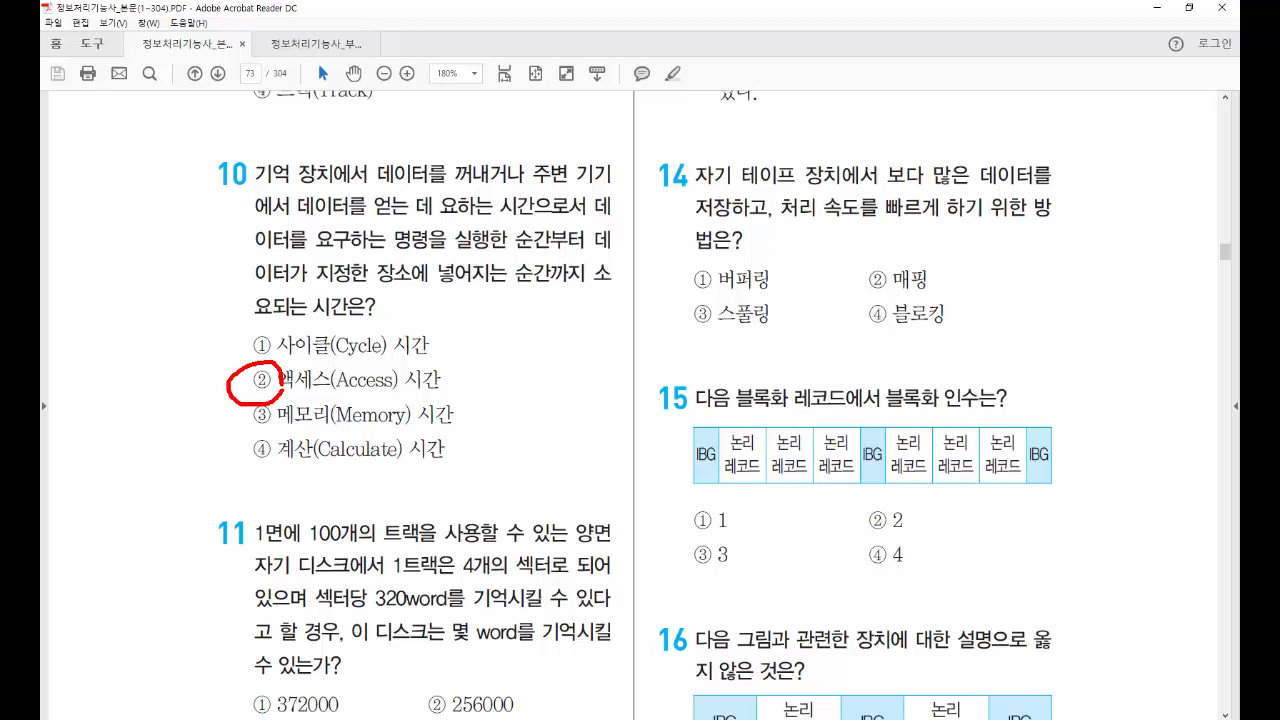 정보처리기능사_본문(1-304).PDF - Adobe Acrobat Reader DC
파일 편집 보기(V) 창(W) 도움말(H)
홈 도구 정보처리기능사_본... × 정보처리기능사_부... ? 로그인
73 / 304 180%
④ 트랙(Track)
10 기억 장치에서 데이터를 꺼내거나 주변 기기
에서 데이터를 얻는 데 요하는 시간으로서 데
이터를 요구하는 명령을 실행한 순간부터 데
이터가 지정한 장소에 넣어지는 순간까지 소
요되는 시간은?
① 사이클(Cycle) 시간
② 액세스(Access) 시간
③ 메모리(Memory) 시간
④ 계산(Calculate) 시간
11 1면에 100개의 트랙을 사용할 수 있는 양면
자기 디스크에서 1트랙은 4개의 섹터로 되어
있으며 섹터당 320word를 기억시킬 수 있다
고 할 경우, 이 디스크는 몇 word를 기억시킬
수 있는가?
① 372000 ② 256000
있다.
14 자기 테이프 장치에서 보다 많은 데이터를
저장하고, 처리 속도를 빠르게 하기 위한 방
법은?
① 버퍼링 ② 매핑
③ 스풀링 ④ 블로킹
15 다음 블록화 레코드에서 블록화 인수는?
IBG 논리 레코드 논리 레코드 논리 레코드 IBG 논리 레코드 논리 레코드 논리 레코드 IBG
① 1 ② 2
③ 3 ④ 4
16 다음 그림과 관련한 장치에 대한 설명으로 옳
지 않은 것은?
IBG 논리 IBG 논리 IBG